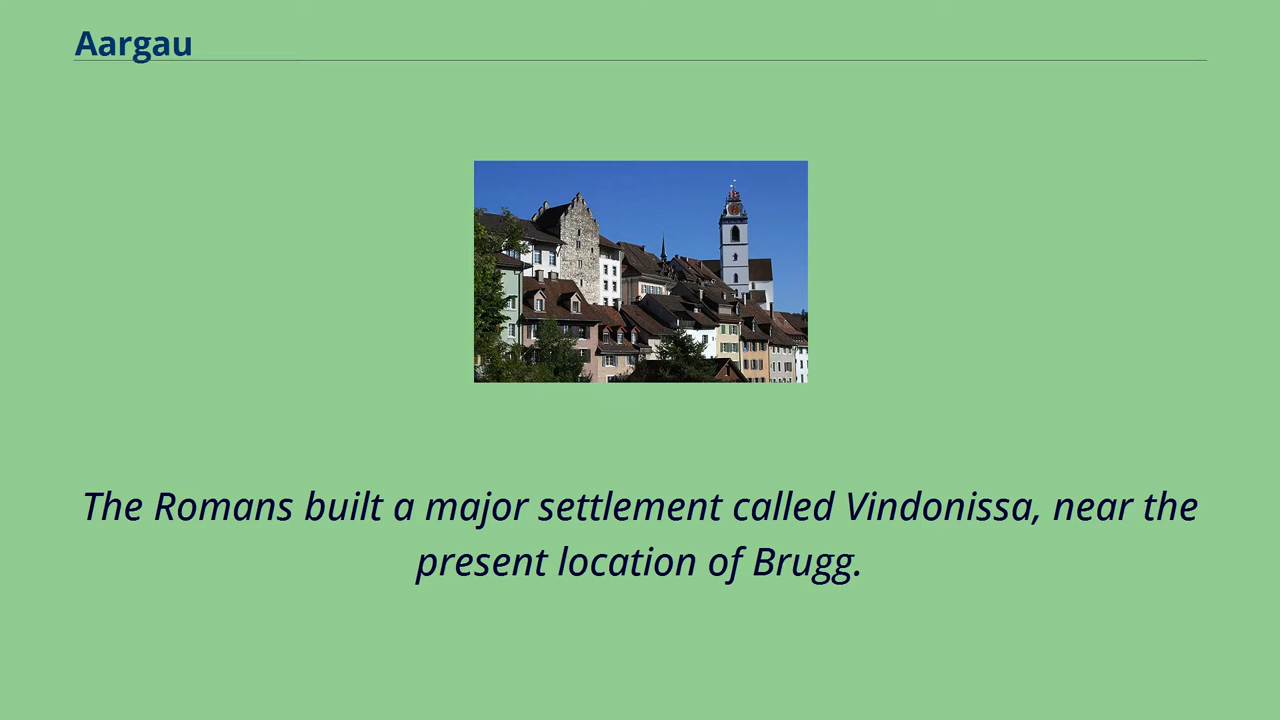 Aargau
The Romans built a major settlement called Vindonissa, near the
present location of Brugg.